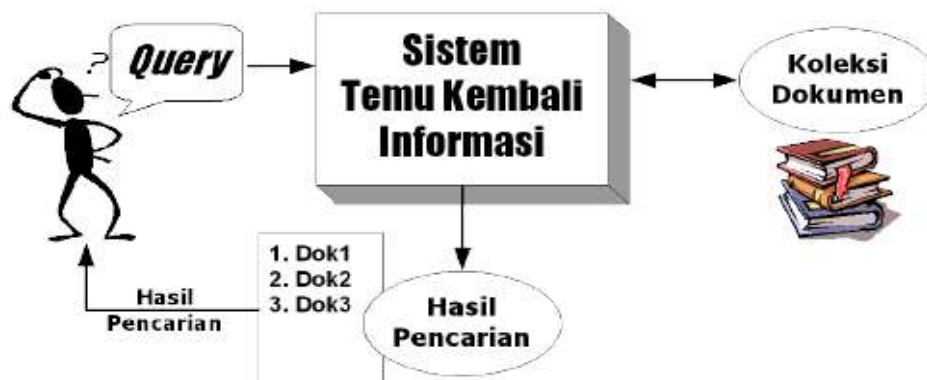 ?
Query
Sistem
Temu Kembali
Informasi
Koleksi
Dokumen
1. Dok1
2. Dok2
3. Dok3
Hasil
Pencarian
Hasil
Pencarian